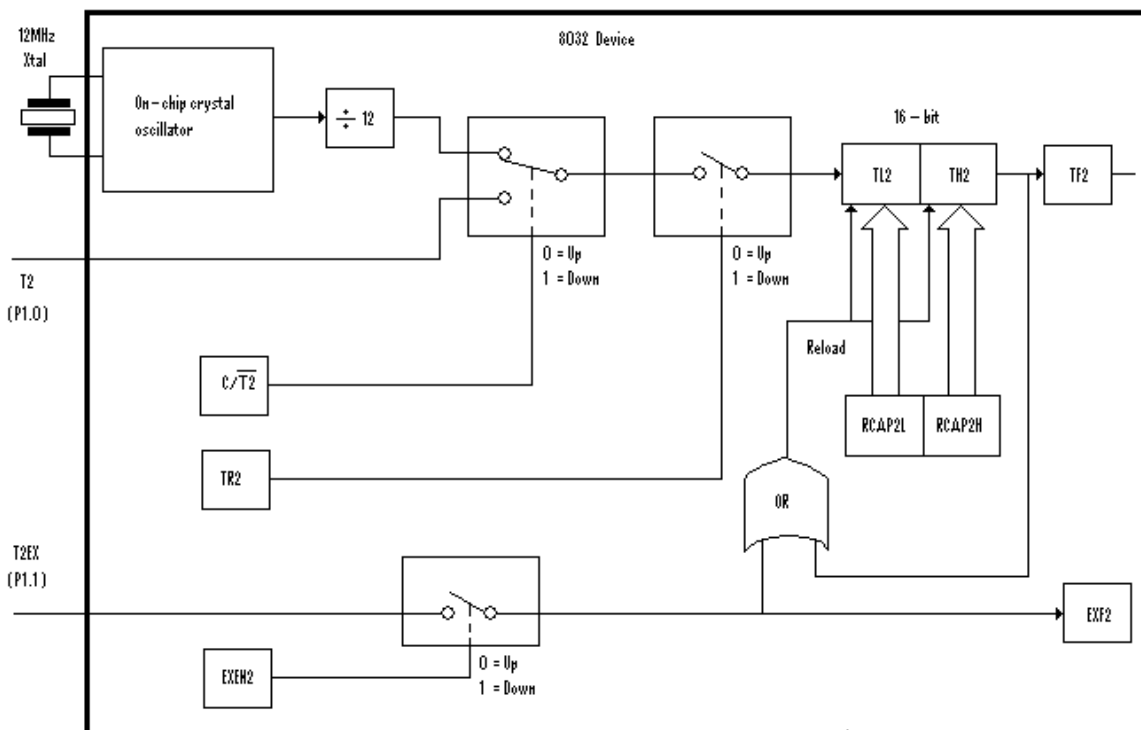 12MHz
Xtal
8032 Device
On-chip crystal
oscillator
÷ 12
16 - bit
TL2
TH2
TF2
T2
(P1.0)
0 = Up
1 = Down
0 = Up
1 = Down
Reload
C/T2
RCAP2L
RCAP2H
TR2
OR
T2EX
(P1.1)
EXF2
EXEN2
0 = Up
1 = Down